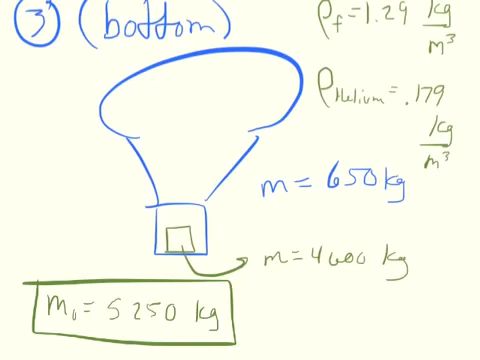 3 (bottom)
ρf = 1.29 kg/m³
ρHelium = .179 kg/m³
m = 650 kg
m = 4600 kg
m₀ = 5250 kg